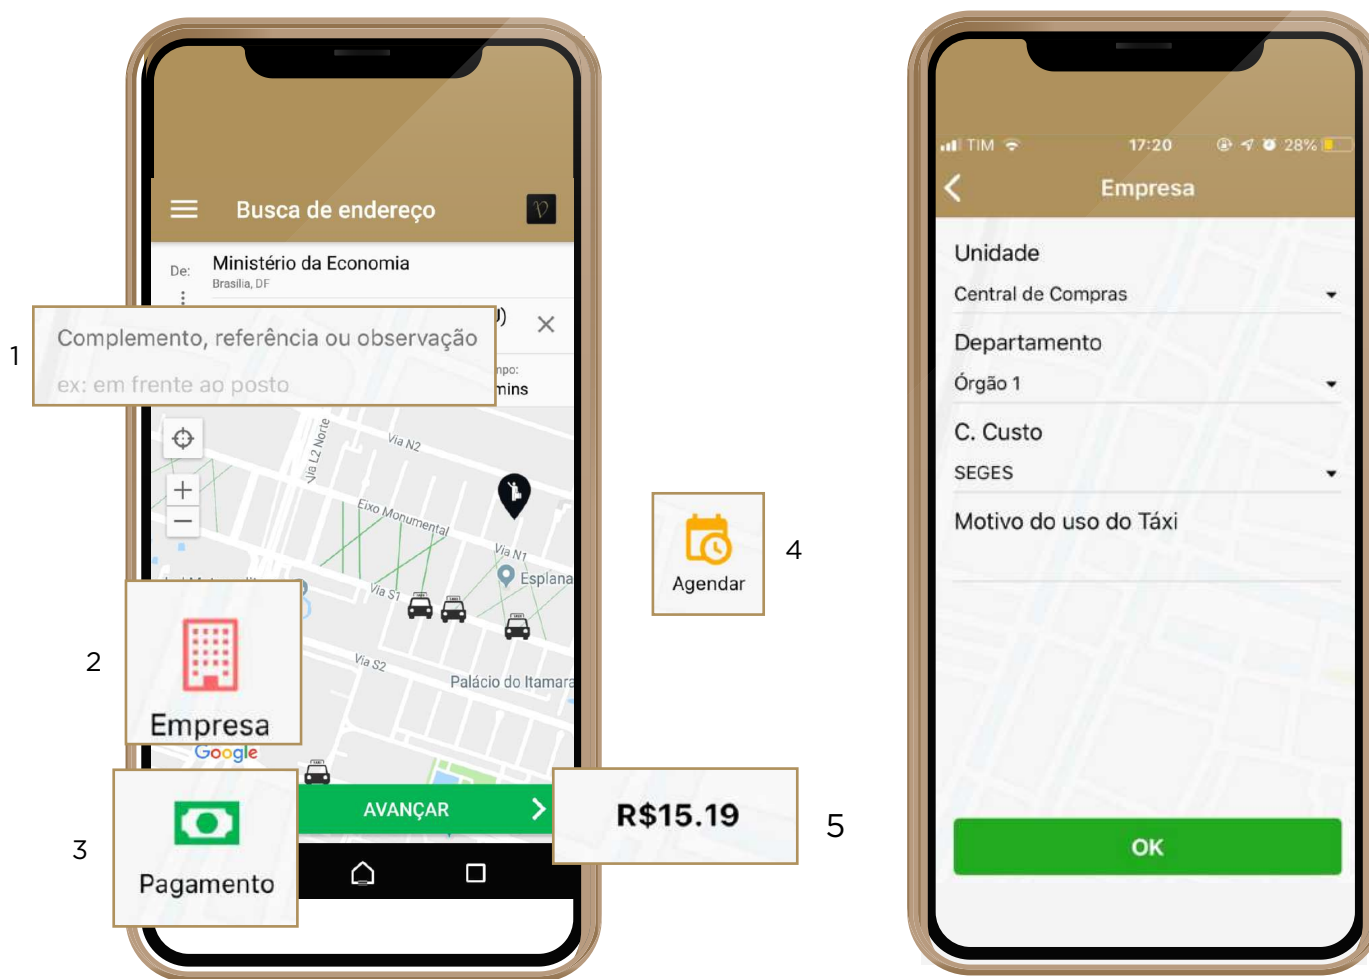 Busca de endereço
De:
Ministério da Economia
Brasília, DF
1
Complemento, referência ou observação
ex: em frente ao posto
mins
Via L2 Norte
Via N2
Eixo Monumental
Via N1
Esplana
Via S1
Via S2
Palácio do Itamara
2
Empresa
Google
3
Pagamento
AVANÇAR
R$15.19
5
Agendar
4
TIM
17:20
28%
Empresa
Unidade
Central de Compras
Departamento
Órgão 1
C. Custo
SEGES
Motivo do uso do Táxi
OK